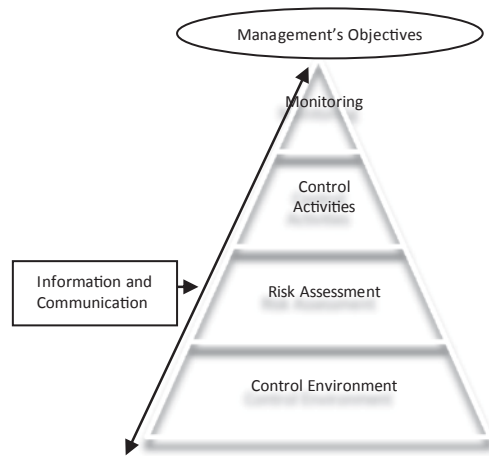 Management’s Objectives
Monitoring
Control
Activities
Information and
Communication
Risk Assessment
Control Environment